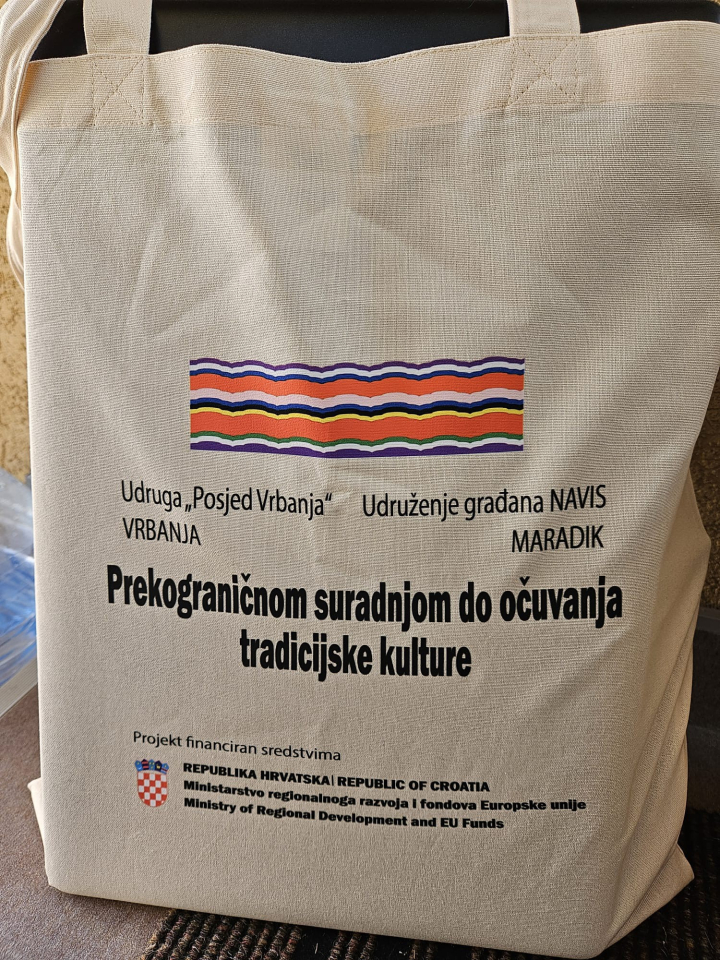 Udruga „Posjed Vrbanja“ Udruženje građana NAVIS
VRBANJA MARADIK
Prekograničnom suradnjom do očuvanja
tradicijske kulture
Projekt financiran sredstvima
REPUBLIKA HRVATSKA| REPUBLIC OF CROATIA
Ministarstvo regionalnoga razvoja i fondova Europske unije
Ministry of Regional Development and EU Funds